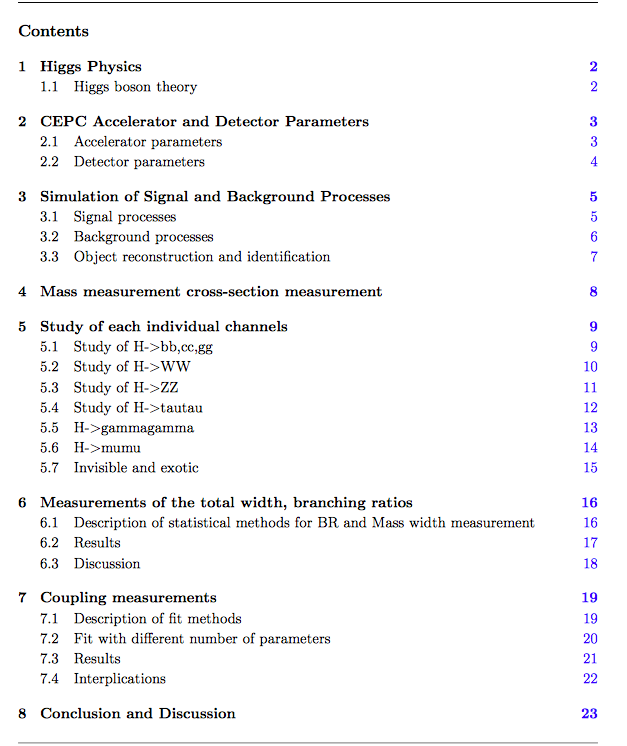 Contents
1 Higgs Physics 2
1.1 Higgs boson theory 2
2 CEPC Accelerator and Detector Parameters 3
2.1 Accelerator parameters 3
2.2 Detector parameters 4
3 Simulation of Signal and Background Processes 5
3.1 Signal processes 5
3.2 Background processes 6
3.3 Object reconstruction and identification 7
4 Mass measurement cross-section measurement 8
5 Study of each individual channels 9
5.1 Study of H->bb,cc,gg 9
5.2 Study of H->WW 10
5.3 Study of H->ZZ 11
5.4 Study of H->tautau 12
5.5 H->gammagamma 13
5.6 H->mumu 14
5.7 Invisible and exotic 15
6 Measurements of the total width, branching ratios 16
6.1 Description of statistical methods for BR and Mass width measurement 16
6.2 Results 17
6.3 Discussion 18
7 Coupling measurements 19
7.1 Description of fit methods 19
7.2 Fit with different number of parameters 20
7.3 Results 21
7.4 Interplications 22
8 Conclusion and Discussion 23